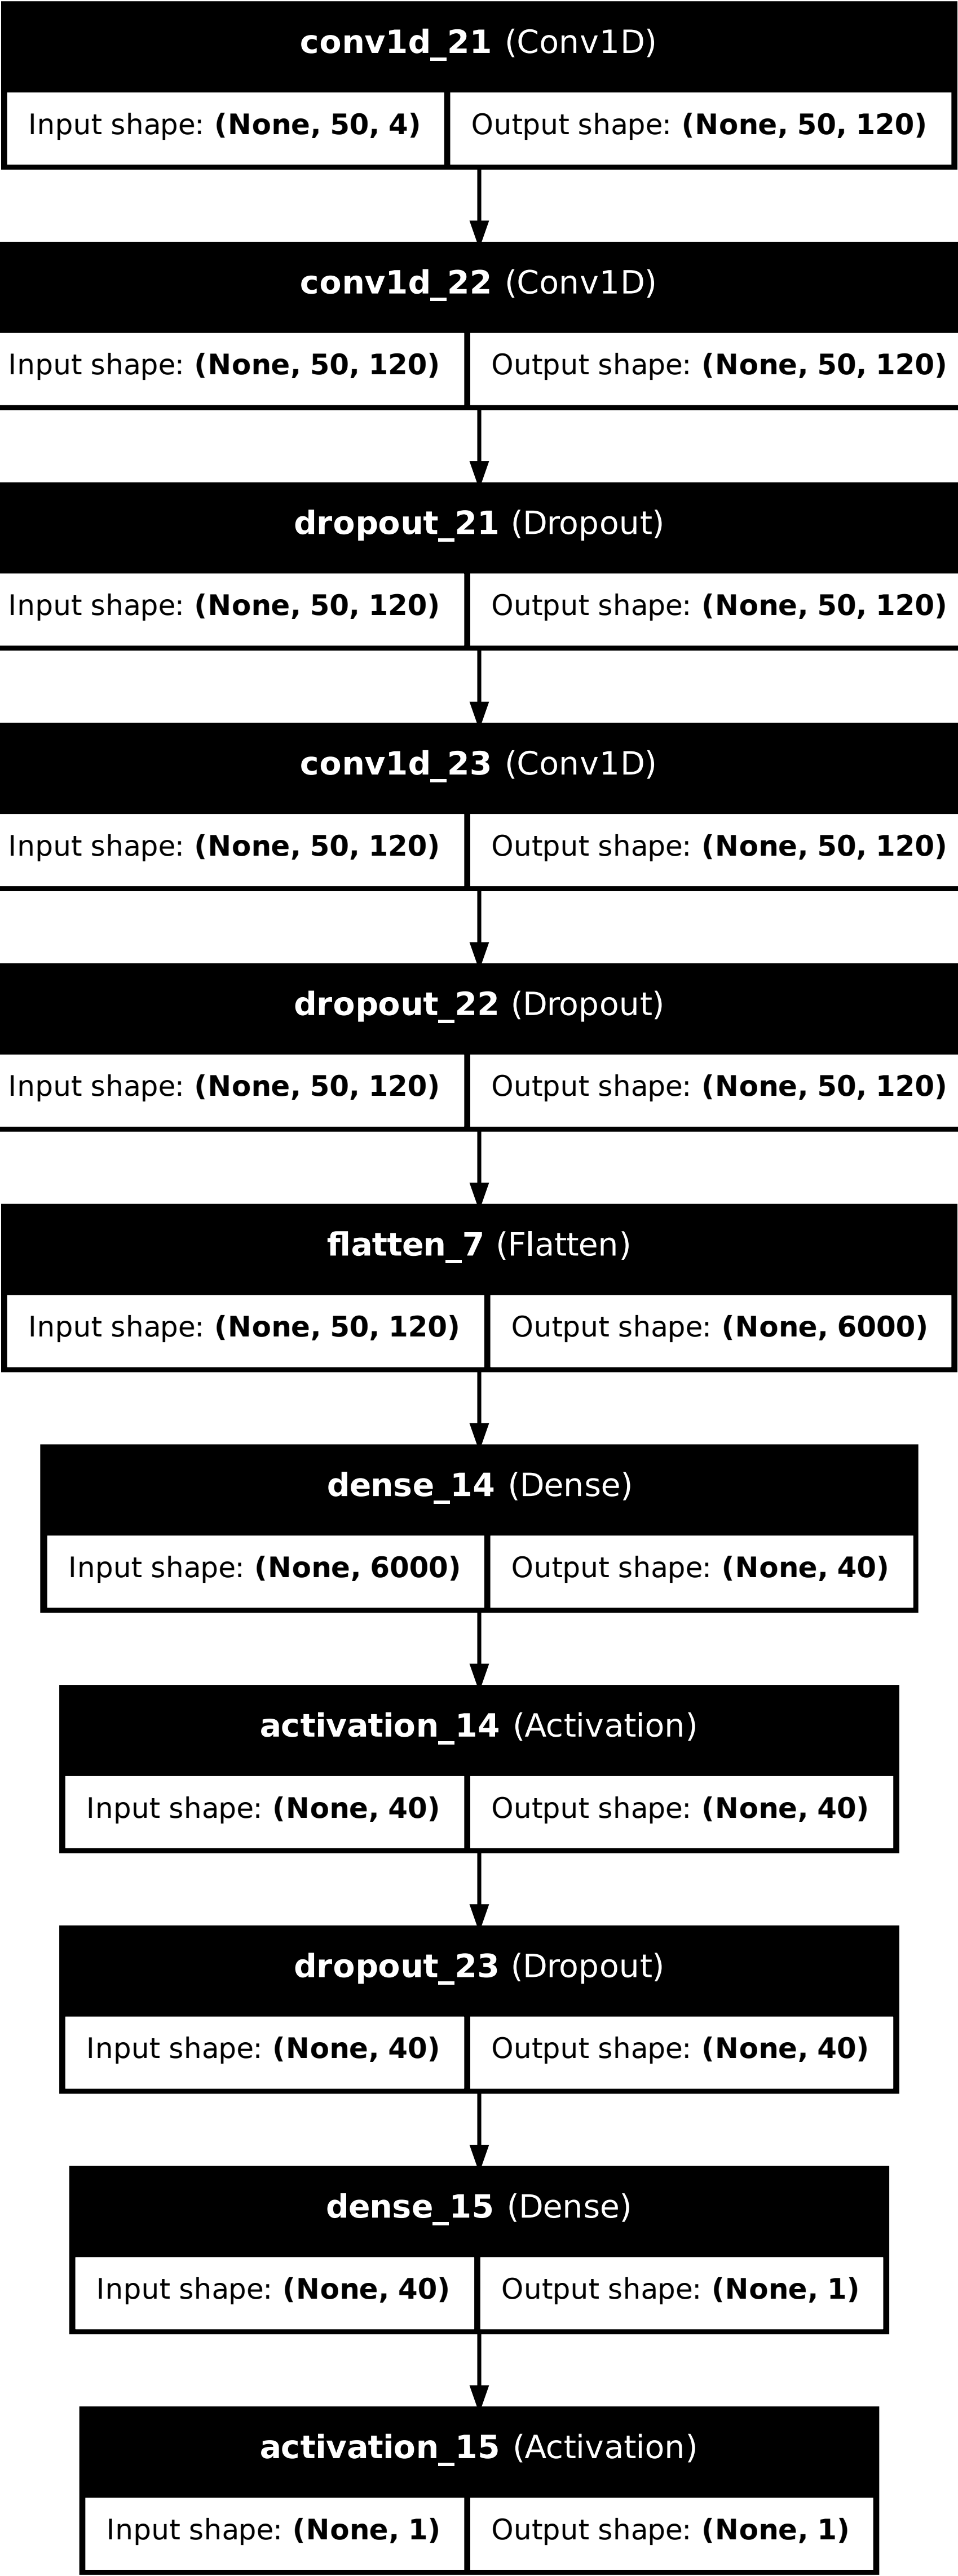 conv1d_21 (Conv1D)
Input shape: (None, 50, 4) Output shape: (None, 50, 120)
conv1d_22 (Conv1D)
Input shape: (None, 50, 120) Output shape: (None, 50, 120)
dropout_21 (Dropout)
Input shape: (None, 50, 120) Output shape: (None, 50, 120)
conv1d_23 (Conv1D)
Input shape: (None, 50, 120) Output shape: (None, 50, 120)
dropout_22 (Dropout)
Input shape: (None, 50, 120) Output shape: (None, 50, 120)
flatten_7 (Flatten)
Input shape: (None, 50, 120) Output shape: (None, 6000)
dense_14 (Dense)
Input shape: (None, 6000) Output shape: (None, 40)
activation_14 (Activation)
Input shape: (None, 40) Output shape: (None, 40)
dropout_23 (Dropout)
Input shape: (None, 40) Output shape: (None, 40)
dense_15 (Dense)
Input shape: (None, 40) Output shape: (None, 1)
activation_15 (Activation)
Input shape: (None, 1) Output shape: (None, 1)